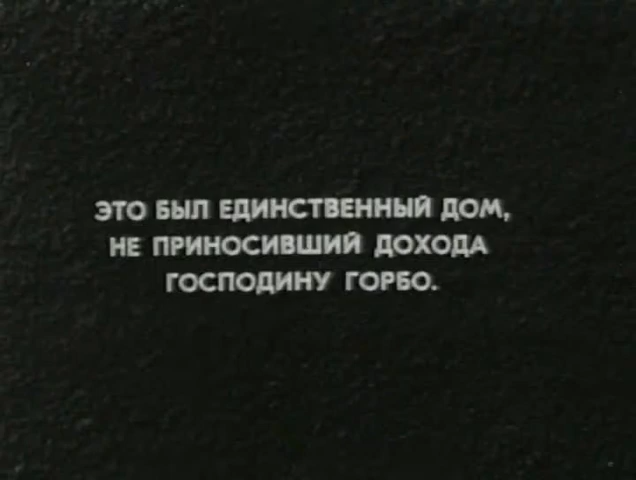 ЭТО БЫЛ ЕДИНСТВЕННЫЙ ДОМ,
НЕ ПРИНОСИВШИЙ ДОХОДА
ГОСПОДИНУ ГОРБО.